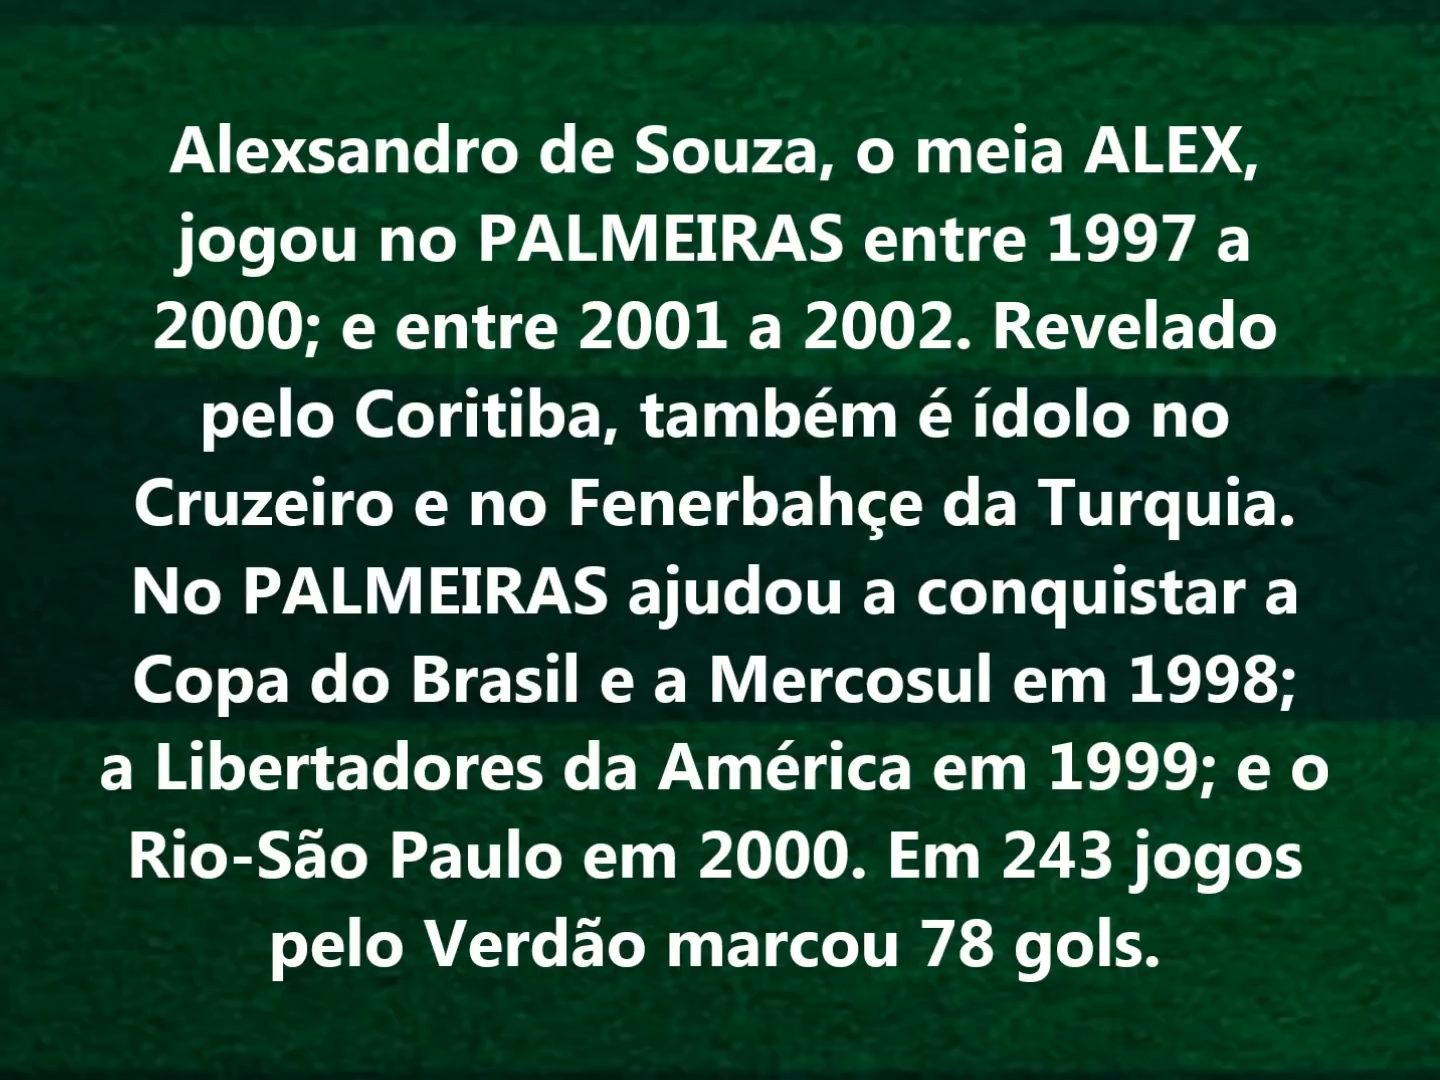 Alexsandro de Souza, o meia ALEX,
jogou no PALMEIRAS entre 1997 a
2000; e entre 2001 a 2002. Revelado
pelo Coritiba, também é ídolo no
Cruzeiro e no Fenerbahçe da Turquia.
No PALMEIRAS ajudou a conquistar a
Copa do Brasil e a Mercosul em 1998;
a Libertadores da América em 1999; e o
Rio-São Paulo em 2000. Em 243 jogos
pelo Verdão marcou 78 gols.